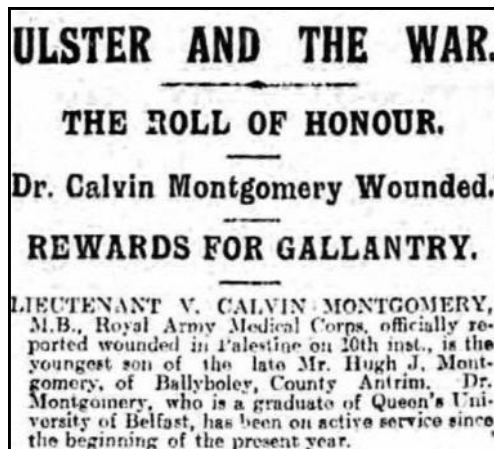 ULSTER AND THE WAR.
THE ROLL OF HONOUR.
Dr. Calvin Montgomery Wounded.
REWARDS FOR GALLANTRY.
LIEUTENANT V. CALVIN MONTGOMERY,
M.B., Royal Army Medical Corps, officially re-
ported wounded in Palestine on 10th inst., is the
youngest son of the late Mr. Hugh J. Mont-
gomery, of Ballyboley, County Antrim. Dr.
Montgomery, who is a graduate of Queen's Uni-
versity of Belfast, has been on active service since
the beginning of the present year.